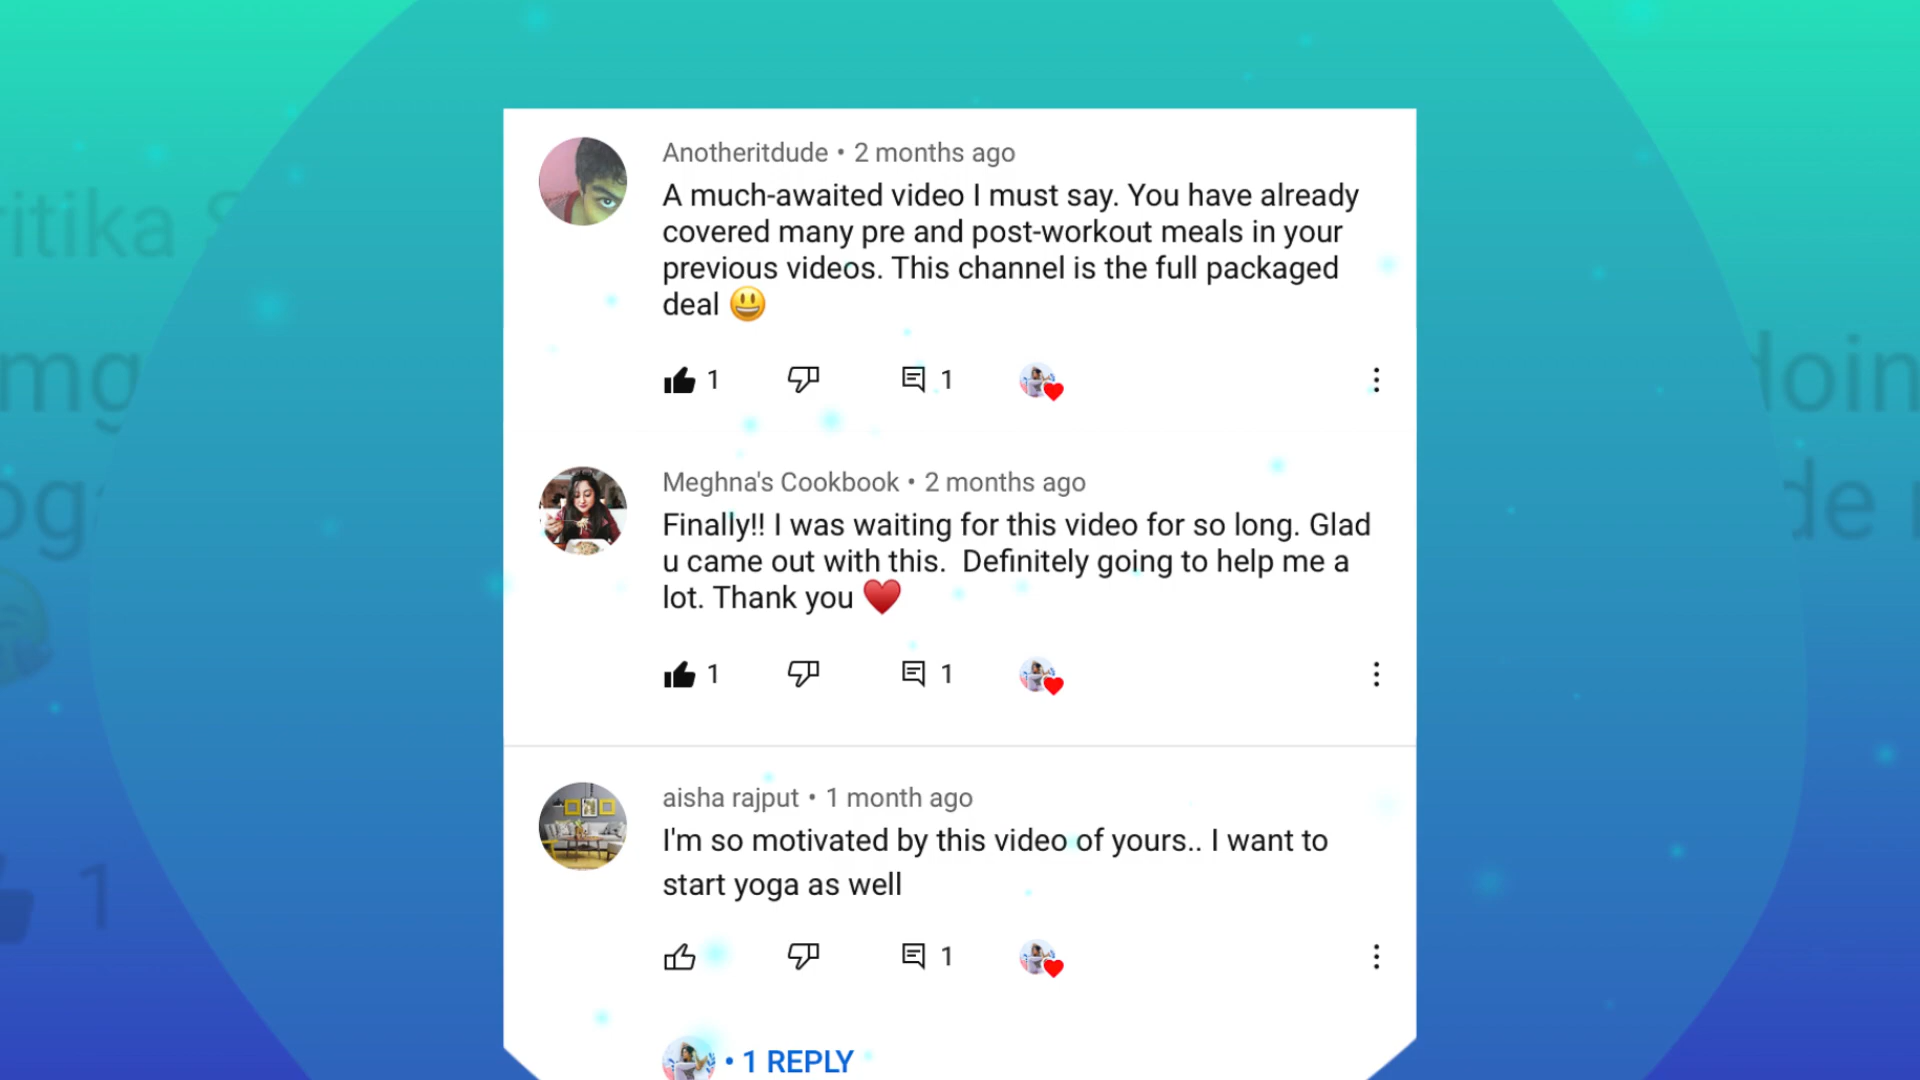 Anotheritdude • 2 months ago
A much-awaited video I must say. You have already
covered many pre and post-workout meals in your
previous videos. This channel is the full packaged
deal 😃
1
1
Meghna's Cookbook • 2 months ago
Finally!! I was waiting for this video for so long. Glad
u came out with this.  Definitely going to help me a
lot. Thank you ❤️
1
1
aisha rajput • 1 month ago
I'm so motivated by this video of yours.. I want to
start yoga as well
1
• 1 REPLY
1